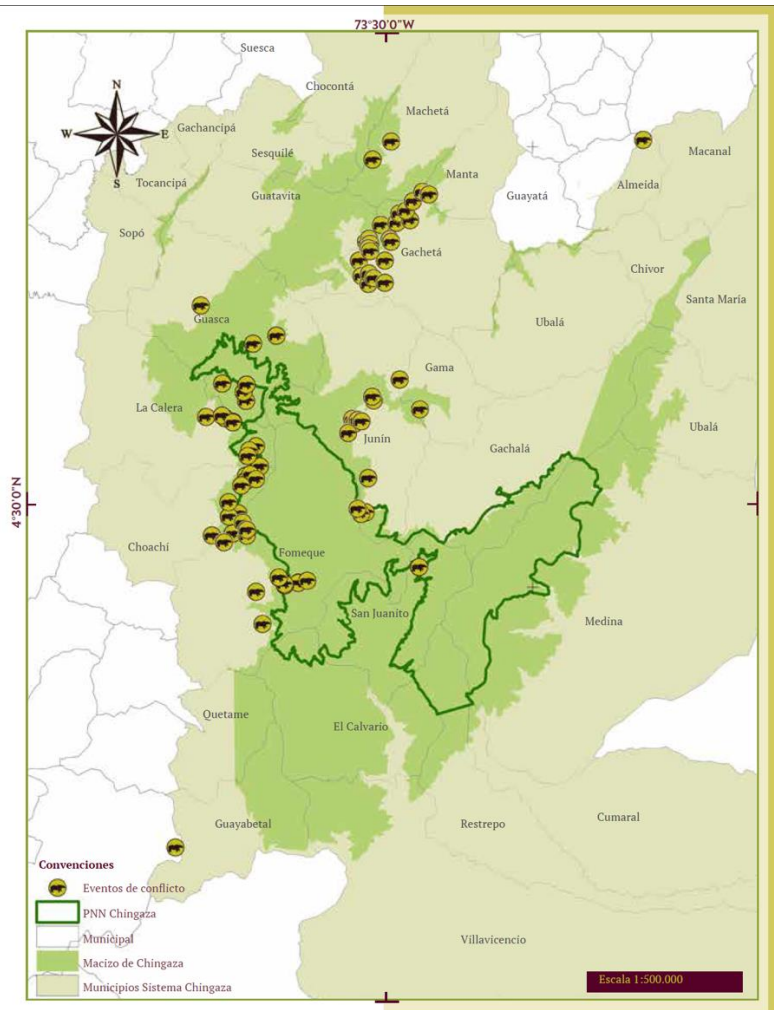 73°30'0"W
Suesca
Chocontá
N
Machetá
Gachancipá
W
E
Macanal
Sesquilé
Manta
S
Tocancipá
Almeida
Guatavita
Guayatá
Sopó
Gachetá
Chivor
Santa María
Guasca
Ubalá
Gama
La Calera
Junín
Ubalá
Gachalá
4°30'0"N
Choachí
Fomeque
San Juanito
Medina
Quetame
El Calvario
Guayabetal
Restrepo
Cumaral
Convenciones
Eventos de conflicto
PNN Chingaza
Municipal
Villavicencio
Macizo de Chingaza
Escala 1:500.000
Municipios Sistema Chingaza